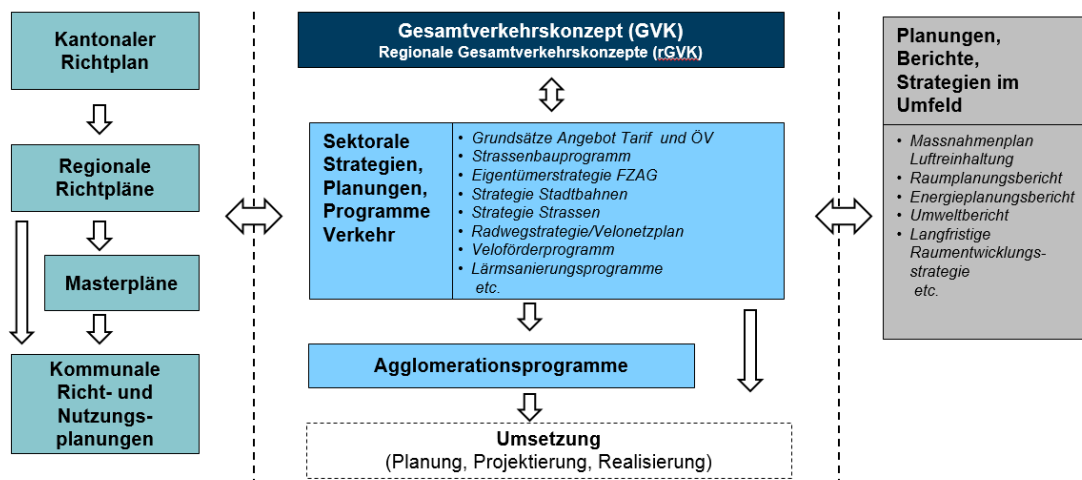 Kantonaler
Richtplan
Regionale
Richtpläne
Masterpläne
Kommunale
Richt- und
Nutzungs-
planungen
Gesamtverkehrskonzept (GVK)
Regionale Gesamtverkehrskonzepte (rGVK)
Sektorale
Strategien,
Planungen,
Programme
Verkehr
• Grundsätze Angebot Tarif und ÖV
• Strassenbauprogramm
• Eigentümerstrategie FZAG
• Strategie Stadtbahnen
• Strategie Strassen
• Radwegstrategie/Velonetzplan
• Veloförderprogramm
• Lärmsanierungsprogramme
etc.
Agglomerationsprogramme
Umsetzung
(Planung, Projektierung, Realisierung)
Planungen,
Berichte,
Strategien im
Umfeld
• Massnahmenplan
Luftreinhaltung
• Raumplanungsbericht
• Energieplanungsbericht
• Umweltbericht
• Langfristige
Raumentwicklungs-
strategie
etc.